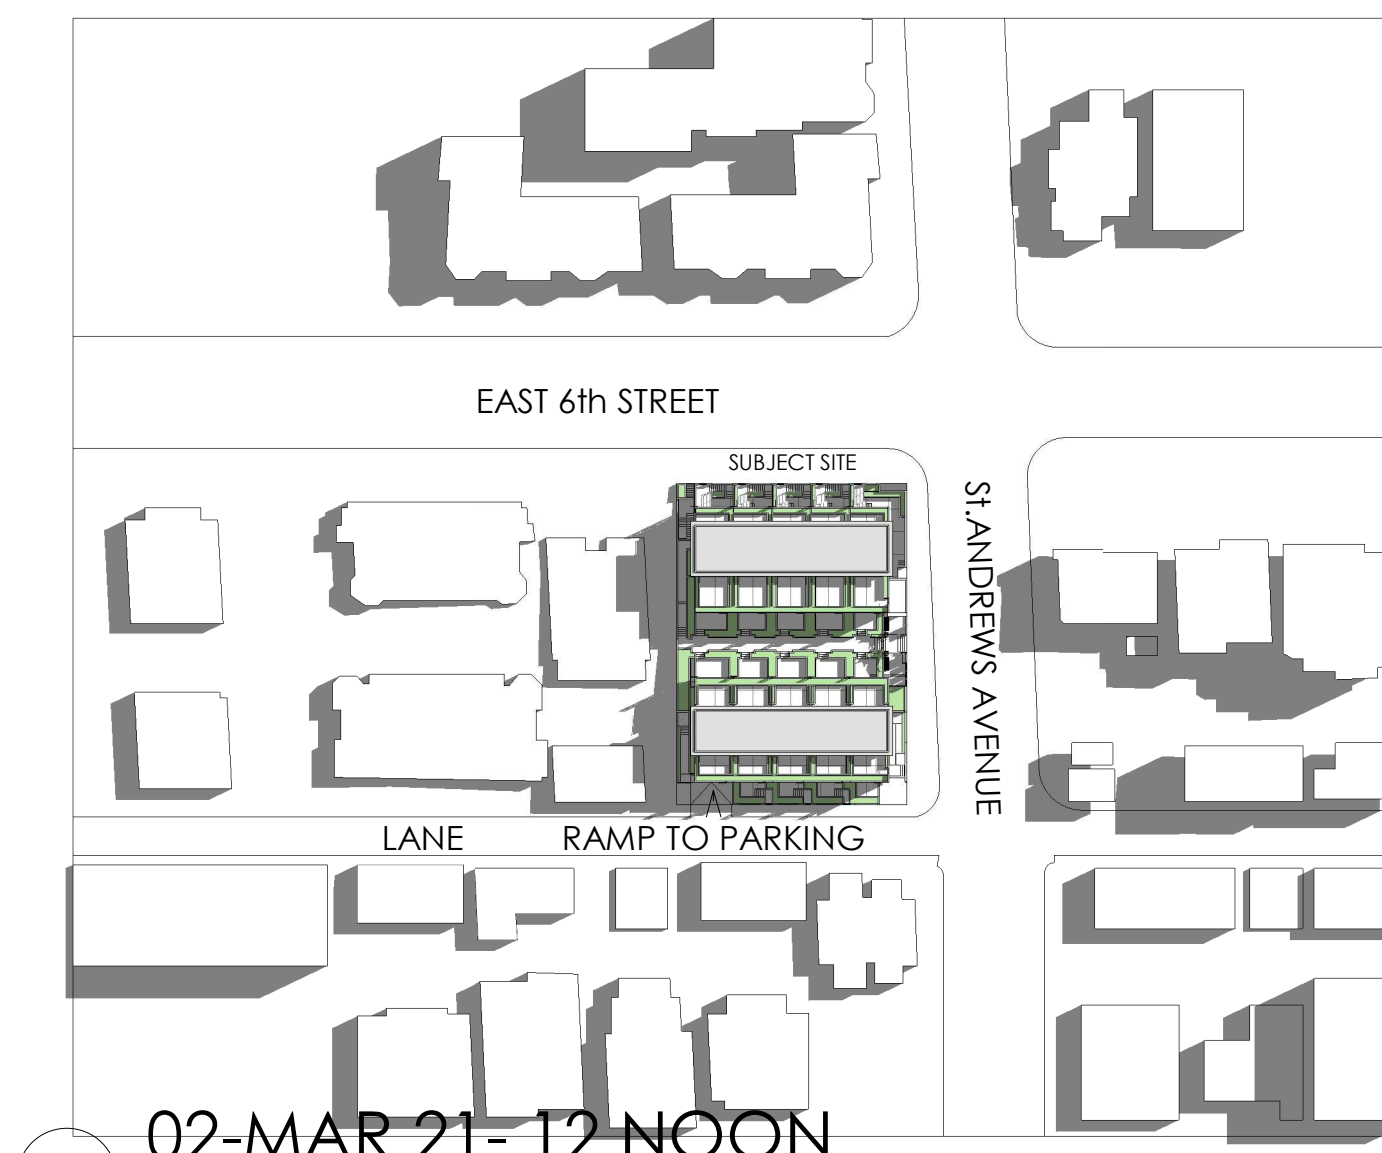 EAST 6th STREET
SUBJECT SITE
St.ANDREWS AVENUE
LANE
RAMP TO PARKING
02-MAR 21- 12 NOON